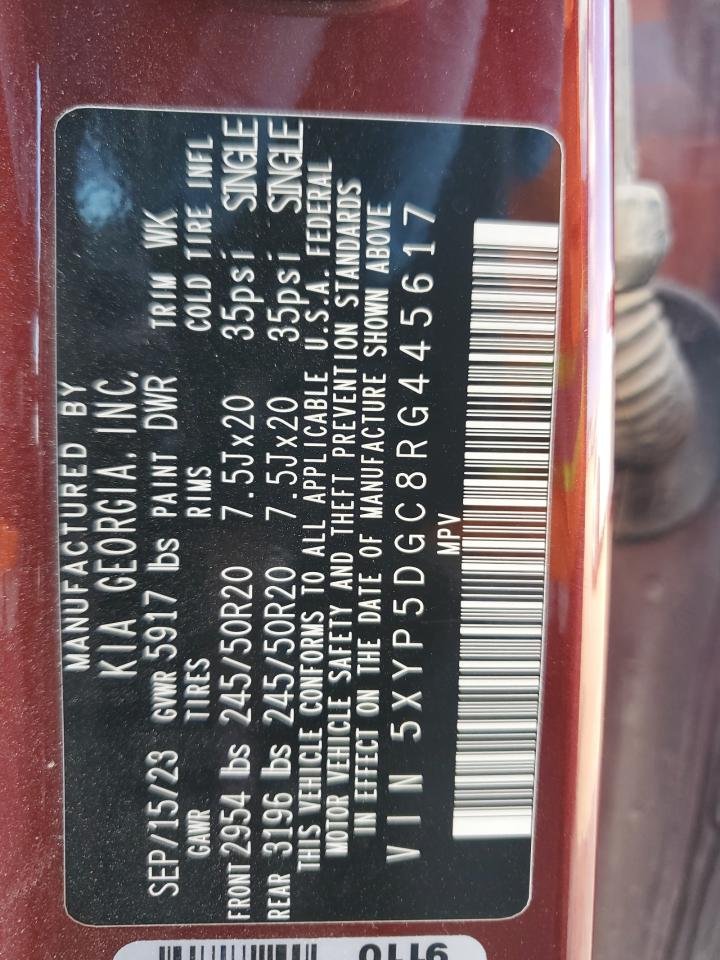 MANUFACTURED BY
KIA GEORGIA, INC.
SEP/15/23 GVWR 5917 lbs PAINT DWR TRIM WK
GAWR TIRES RIMS COLD TIRE INFL
FRONT 2954 lbs 245/50R20 7.5Jx20 35psi SINGLE
REAR 3196 lbs 245/50R20 7.5Jx20 35psi SINGLE
THIS VEHICLE CONFORMS TO ALL APPLICABLE U.S.A. FEDERAL
MOTOR VEHICLE SAFETY AND THEFT PREVENTION STANDARDS
IN EFFECT ON THE DATE OF MANUFACTURE SHOWN ABOVE
VIN 5XYP5DGC8RG445617
MPV